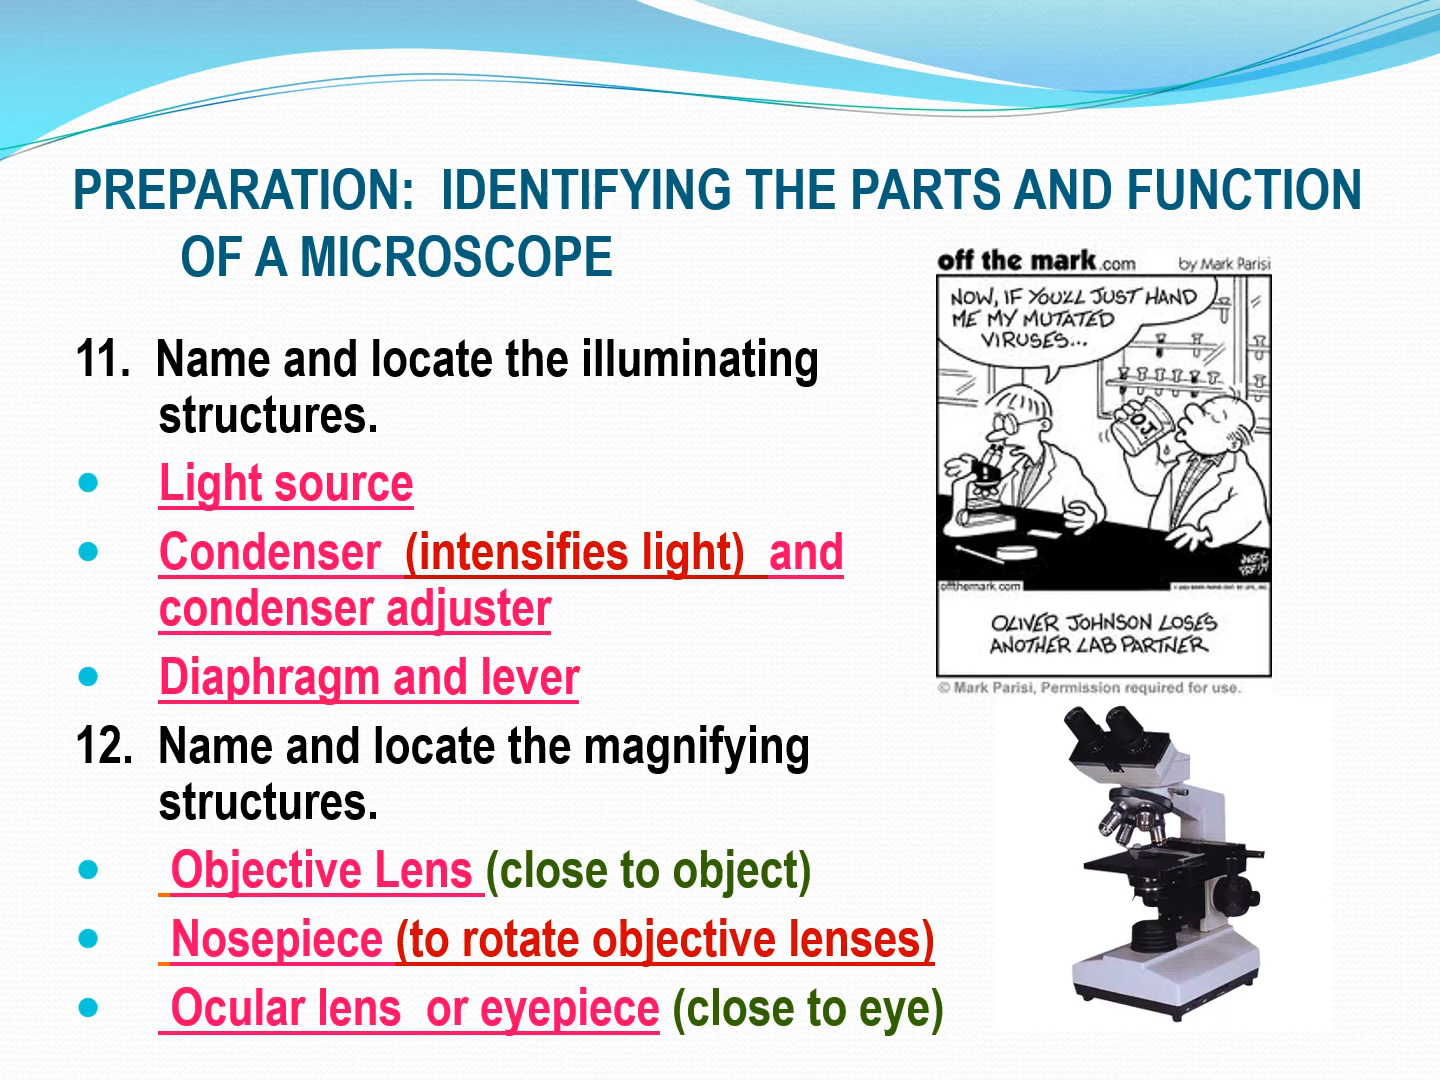 PREPARATION: IDENTIFYING THE PARTS AND FUNCTION
OF A MICROSCOPE
11. Name and locate the illuminating
structures.
• Light source
• Condenser (intensifies light) and
condenser adjuster
• Diaphragm and lever
12. Name and locate the magnifying
structures.
• Objective Lens (close to object)
• Nosepiece (to rotate objective lenses)
• Ocular lens or eyepiece (close to eye)
off the mark.com by Mark Parisi
NOW, IF YOU'LL JUST HAND
ME MY MUTATED
VIRUSES...
OJ
offthemark.com
OLIVER JOHNSON LOSES
ANOTHER LAB PARTNER
© Mark Parisi, Permission required for use.